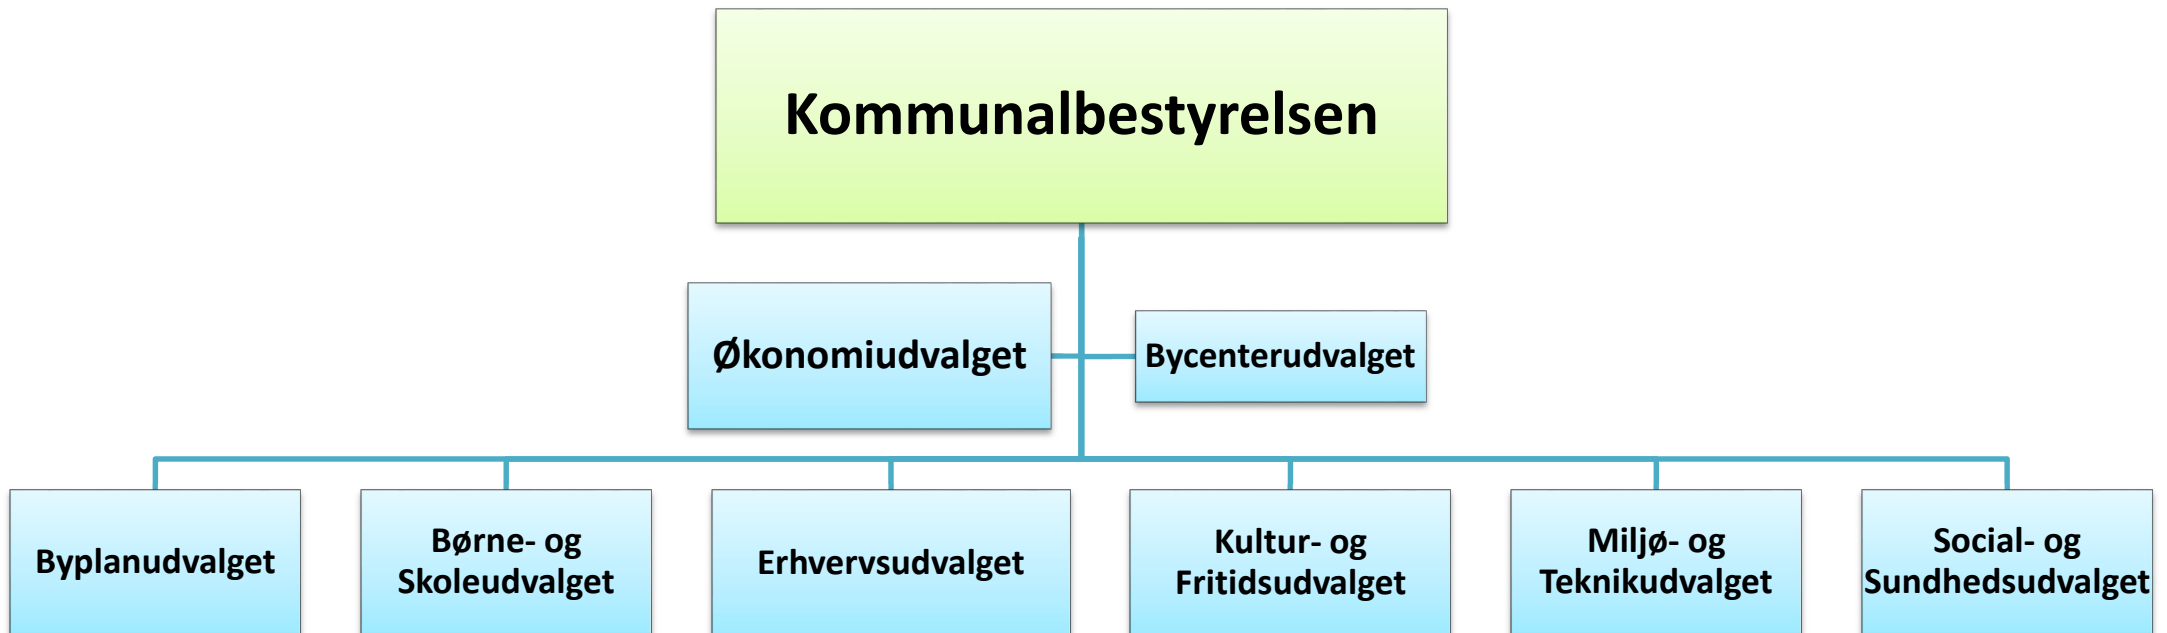 Kommunalbestyrelsen
Økonomiudvalget
Bycenterudvalget
Byplanudvalget
Børne- og
Skoleudvalget
Erhvervsudvalget
Kultur- og
Fritidsudvalget
Miljø- og
Teknikudvalget
Social- og
Sundhedsudvalget